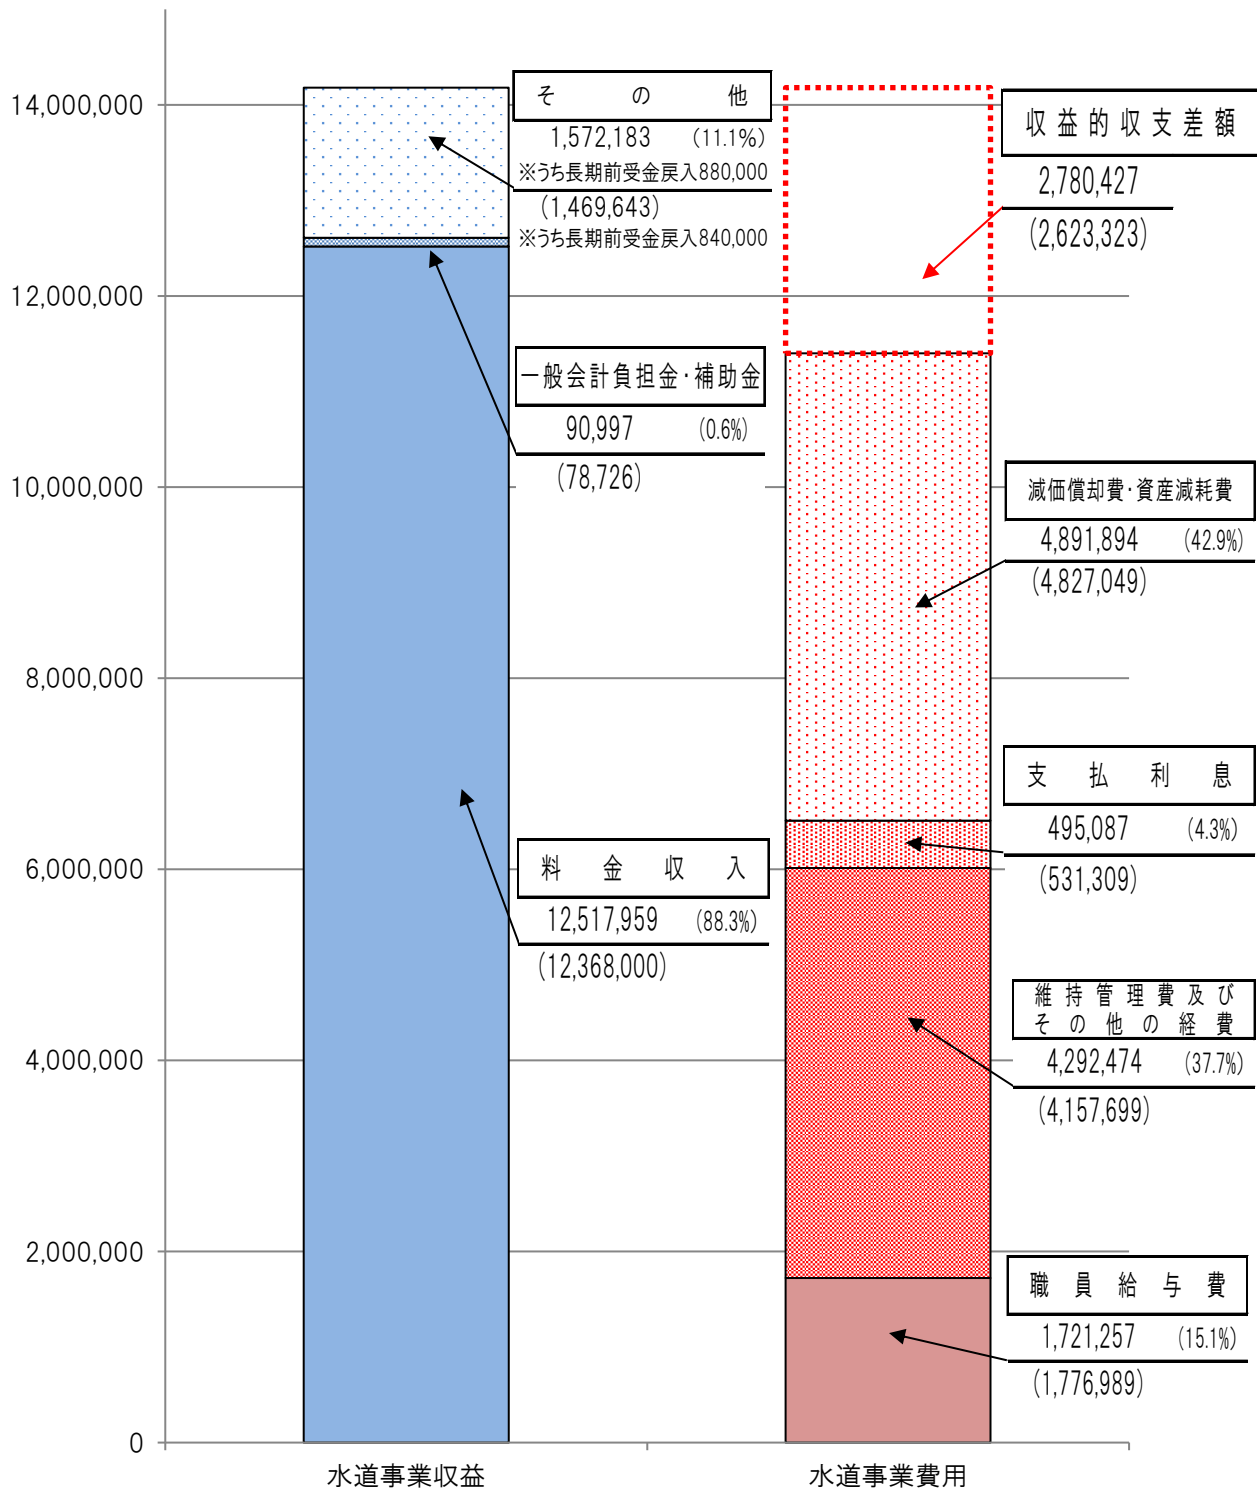 14,000,000
12,000,000
10,000,000
8,000,000
6,000,000
4,000,000
2,000,000
0
その他
1,572,183 (11.1%)
※うち長期前受金戻入880,000
(1,469,643)
※うち長期前受金戻入840,000
一般会計負担金・補助金
90,997 (0.6%)
(78,726)
料金収入
12,517,959 (88.3%)
(12,368,000)
収益的収支差額
2,780,427
(2,623,323)
減価償却費・資産減耗費
4,891,894 (42.9%)
(4,827,049)
支払利息
495,087 (4.3%)
(531,309)
維持管理費及び
その他の経費
4,292,474 (37.7%)
(4,157,699)
職員給与費
1,721,257 (15.1%)
(1,776,989)
水道事業収益
水道事業費用